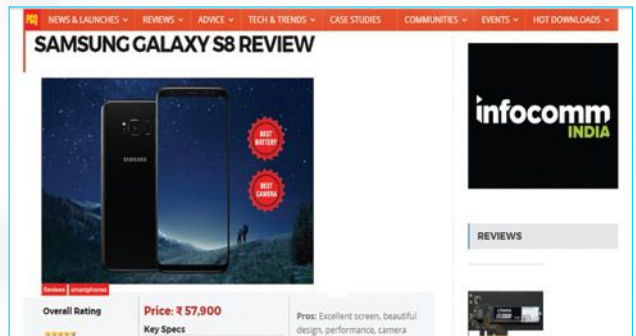 PCQ NEWS & LAUNCHES REVIEWS ADVICE TECH & TRENDS CASE STUDIES COMMUNITIES EVENTS HOT DOWNLOADS
SAMSUNG GALAXY S8 REVIEW
SAMSUNG
BEST
BATTERY
BEST
CAMERA
infocomm
INDIA
REVIEWS
Reviews smartphones
Overall Rating
Price: ₹ 57,900
Key Specs
Pros: Excellent screen, beautiful
design, performance, camera